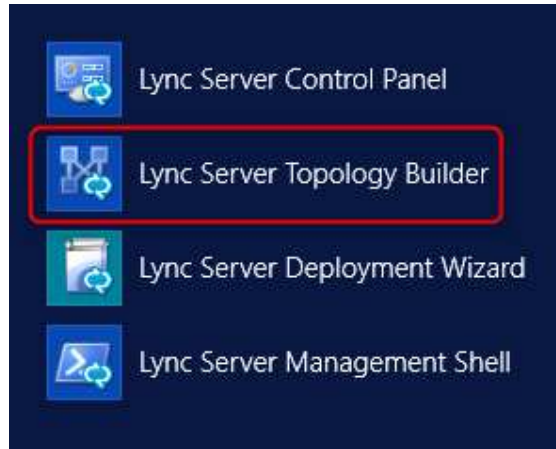 Lync Server Control Panel
Lync Server Topology Builder
Lync Server Deployment Wizard
Lync Server Management Shell